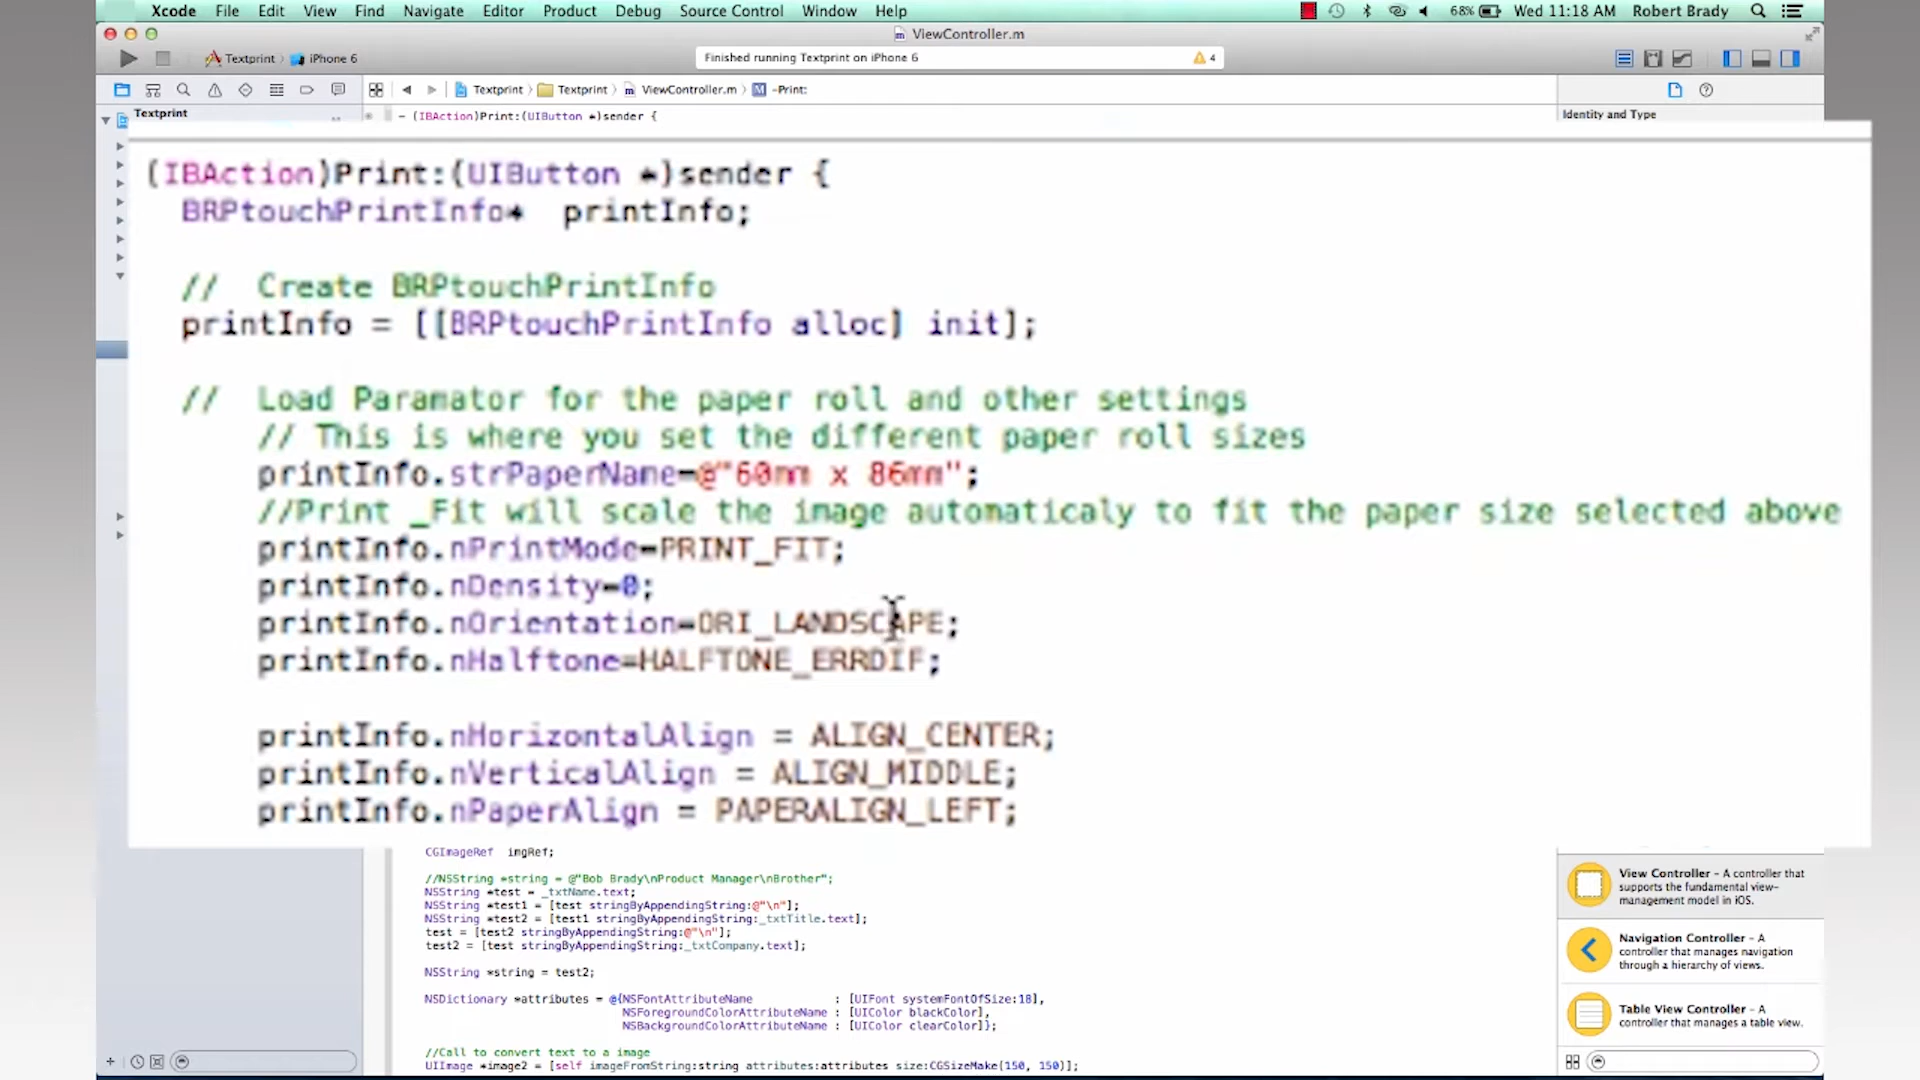 Xcode File Edit View Find Navigate Editor Product Debug Source Control Window Help 68% Wed 11:18 AM Robert Brady
ViewController.m
Textprint iPhone 6 Finished running Textprint on iPhone 6 4
Textprint Textprint ViewController.m M -Print:
Textprint
- (IBAction)Print:(UIButton *)sender {
Identity and Type
(IBAction)Print:(UIButton *)sender {
BRPtouchPrintInfo* printInfo;
// Create BRPtouchPrintInfo
printInfo = [[BRPtouchPrintInfo alloc] init];
// Load Paramator for the paper roll and other settings
// This is where you set the different paper roll sizes
printInfo.strPaperName=@"60mm x 86mm";
//Print _Fit will scale the image automaticaly to fit the paper size selected above
printInfo.nPrintMode=PRINT_FIT;
printInfo.nDensity=0;
printInfo.nOrientation=ORI_LANDSCAPE;
printInfo.nHalftone=HALFTONE_ERRDIF;
printInfo.nHorizontalAlign = ALIGN_CENTER;
printInfo.nVerticalAlign = ALIGN_MIDDLE;
printInfo.nPaperAlign = PAPERALIGN_LEFT;
CGImageRef imgRef;
//NSString *string = @"Bob Brady\nProduct Manager\nBrother";
NSString *test = _txtName.text;
NSString *test1 = [test stringByAppendingString:@"\n"];
NSString *test2 = [test1 stringByAppendingString:_txtTitle.text];
test = [test2 stringByAppendingString:@"\n"];
test2 = [test stringByAppendingString:_txtCompany.text];
NSString *string = test2;
NSDictionary *attributes = @{NSFontAttributeName : [UIFont systemFontOfSize:18],
NSForegroundColorAttributeName : [UIColor blackColor],
NSBackgroundColorAttributeName : [UIColor clearColor]};
//Call to convert text to a image
UIImage *image2 = [self imageFromString:string attributes:attributes size:CGSizeMake(150, 150)];
View Controller - A controller that
supports the fundamental view-
management model in iOS.
Navigation Controller - A
controller that manages navigation
through a hierarchy of views.
Table View Controller - A
controller that manages a table view.